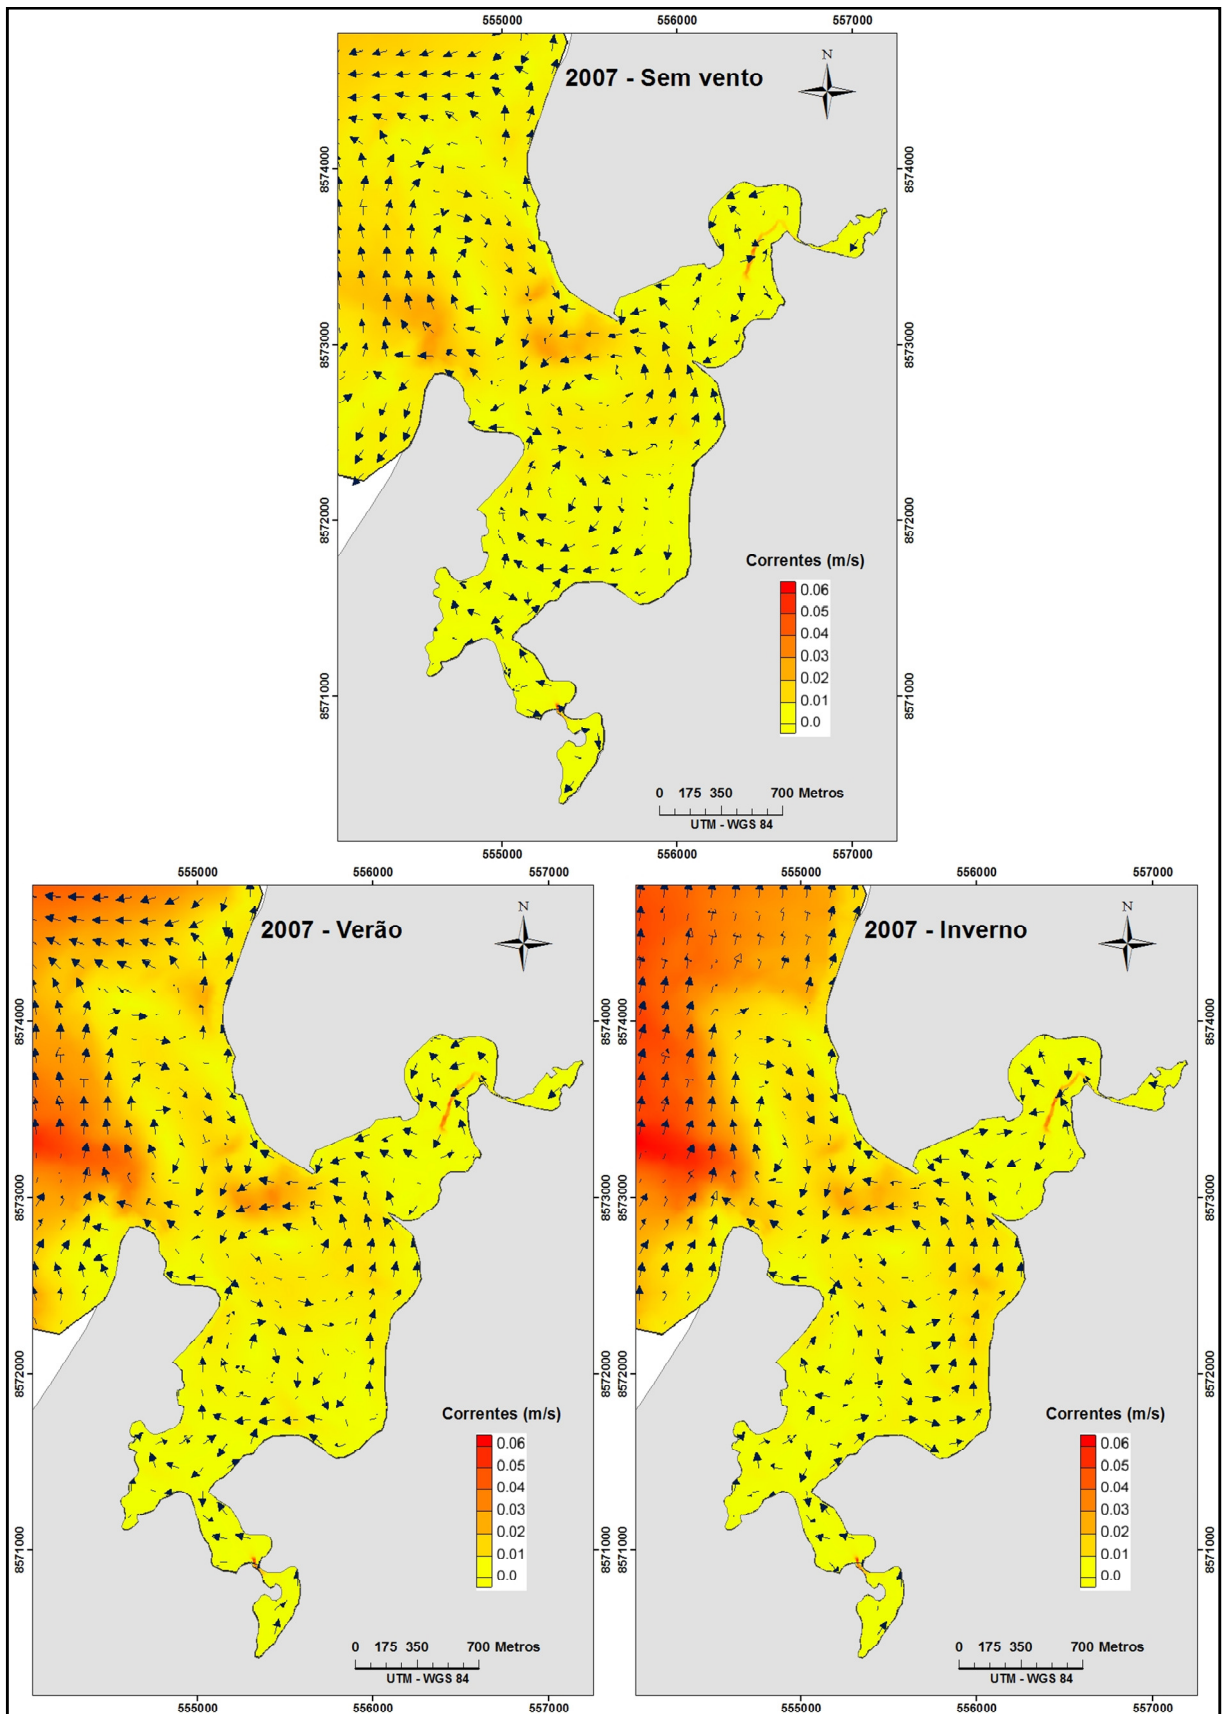 555000 556000 557000
2007 - Sem vento
N
8574000 8574000
8573000 8573000
8572000 8572000
8571000 8571000
Correntes (m/s)
0.06
0.05
0.04
0.03
0.02
0.01
0.0
0 175 350 700 Metros
UTM - WGS 84
555000 556000 557000
555000 556000 557000
2007 - Verão
N
8574000 8574000
8573000 8573000
8572000 8572000
8571000 8571000
Correntes (m/s)
0.06
0.05
0.04
0.03
0.02
0.01
0.0
0 175 350 700 Metros
UTM - WGS 84
555000 556000 557000
555000 556000 557000
2007 - Inverno
N
8574000 8574000
8573000 8573000
8572000 8572000
8571000 8571000
Correntes (m/s)
0.06
0.05
0.04
0.03
0.02
0.01
0.0
0 175 350 700 Metros
UTM - WGS 84
555000 556000 557000